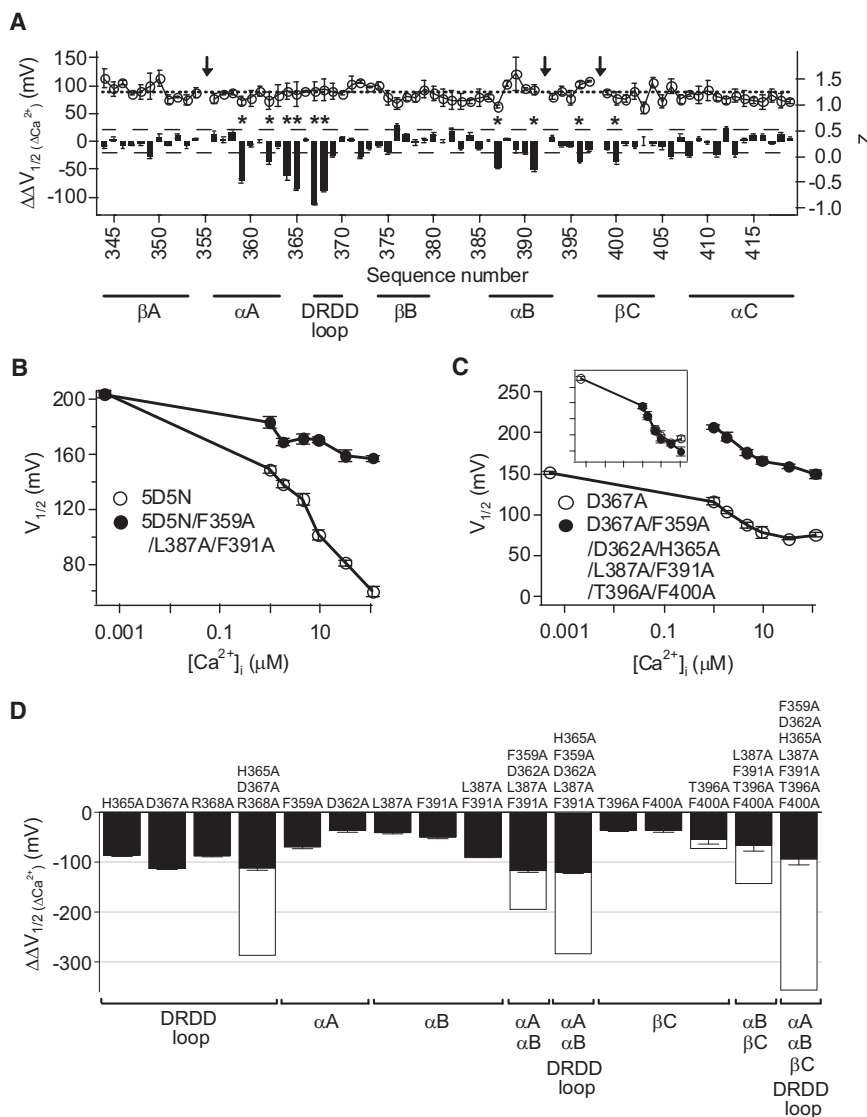 A
150
100
50
0
-50
-100
ΔΔV1/2 (ΔCa2+) (mV)
* * ** ** * * * *
1.5
1.0
0.5
0.0
-0.5
-1.0
Z
345 350 355 360 365 370 375 380 385 390 395 400 405 410 415
Sequence number
βA αA DRDD βB αB βC αC
loop
B
200
160
120
80
V1/2 (mV)
5D5N
5D5N/F359A
/L387A/F391A
0.001 0.1 10
[Ca2+]i (μM)
C
250
200
150
100
50
0
V1/2 (mV)
D367A
D367A/F359A
/D362A/H365A
/L387A/F391A
/T396A/F400A
0.001 0.1 10
[Ca2+]i (μM)
D
H365A
D367A
R368A
H365A
D367A
R368A
F359A
D362A
L387A
F391A
L387A
F391A
F359A
D362A
L387A
F391A
H365A
F359A
D362A
L387A
F391A
T396A
F400A
T396A
F400A
L387A
F391A
T396A
F400A
F359A
D362A
H365A
L387A
F391A
T396A
F400A
0
-100
-200
-300
ΔΔV1/2 (ΔCa2+) (mV)
DRDD
loop
αA
αB
αA
αB
αA
αB
DRDD
loop
βC
αB
βC
αA
αB
βC
DRDD
loop